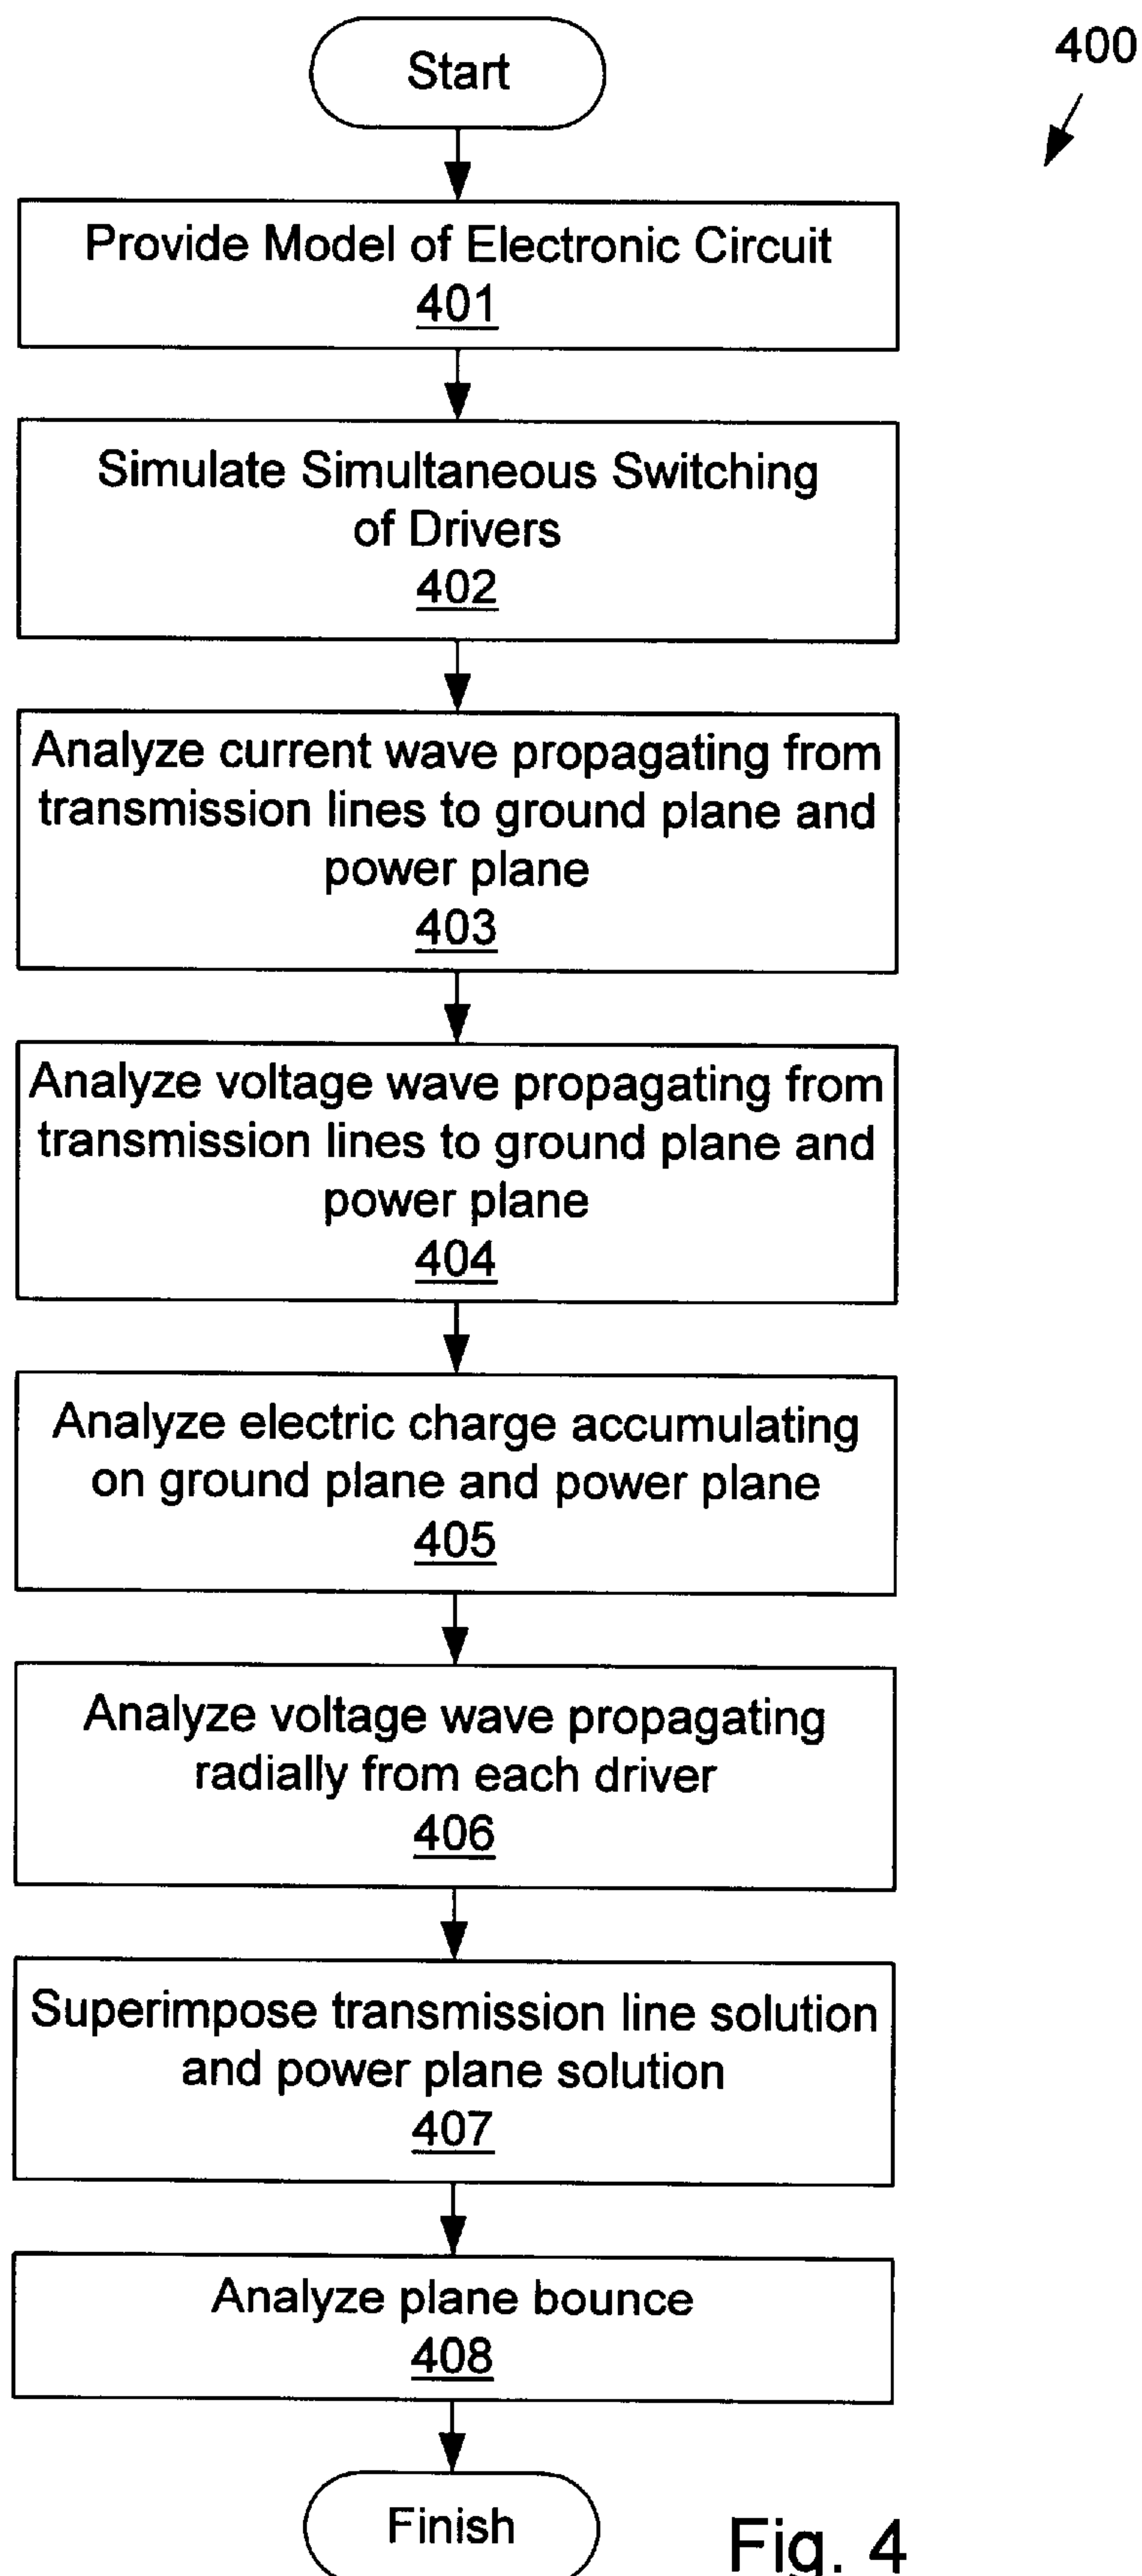 Start
400
Provide Model of Electronic Circuit
401
Simulate Simultaneous Switching
of Drivers
402
Analyze current wave propagating from
transmission lines to ground plane and
power plane
403
Analyze voltage wave propagating from
transmission lines to ground plane and
power plane
404
Analyze electric charge accumulating
on ground plane and power plane
405
Analyze voltage wave propagating
radially from each driver
406
Superimpose transmission line solution
and power plane solution
407
Analyze plane bounce
408
Finish
Fig. 4